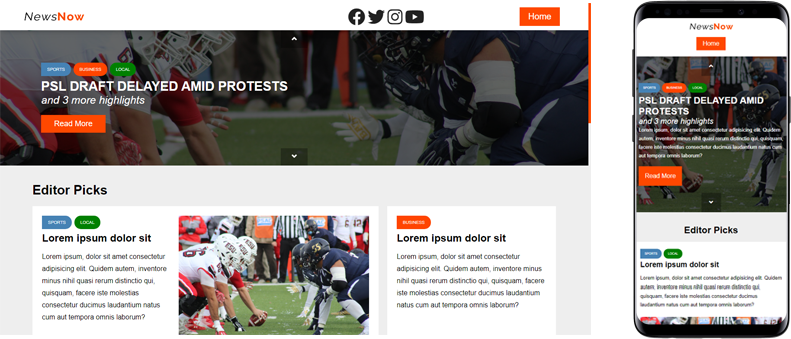 NewsNow
Home
SPORTS BUSINESS LOCAL
PSL DRAFT DELAYED AMID PROTESTS
and 3 more highlights
Read More
Editor Picks
SPORTS LOCAL
Lorem ipsum dolor sit
Lorem ipsum dolor sit amet consectetur
adipisicing elit. Quidem autem, inventore
minus nihil rerum distinctio qui,
quisquam, facere iste molestias
consectetur ducimus laudantium natus
cum aut tempora omnis laborum?
BUSINESS
Lorem ipsum dolor sit
Lorem ipsum dolor sit amet consectetur
adipisicing elit. Quidem autem, inventore
minus nihil rerum distinctio qui,
quisquam, facere iste molestias
consectetur ducimus laudantium natus
cum aut tempora omnis laborum?
NewsNow
Home
SPORTS BUSINESS LOCAL
PSL DRAFT DELAYED AMID
PROTESTS
and 3 more highlights
Lorem ipsum, dolor sit amet consectetur adipisicing elit. Quidem
autem, inventore minus nihil rerum distinctio qui, quisquam,
facere iste molestias consectetur ducimus laudantium natus cum
aut tempora omnis laborum?
Read More
Editor Picks
SPORTS LOCAL
Lorem ipsum dolor sit
Lorem ipsum dolor sit amet consectetur adipisicing elit. Quidem
autem, inventore minus nihil rerum distinctio qui,
quisquam, facere iste molestias consectetur ducimus
laudantium natus cum aut tempora omnis laborum?